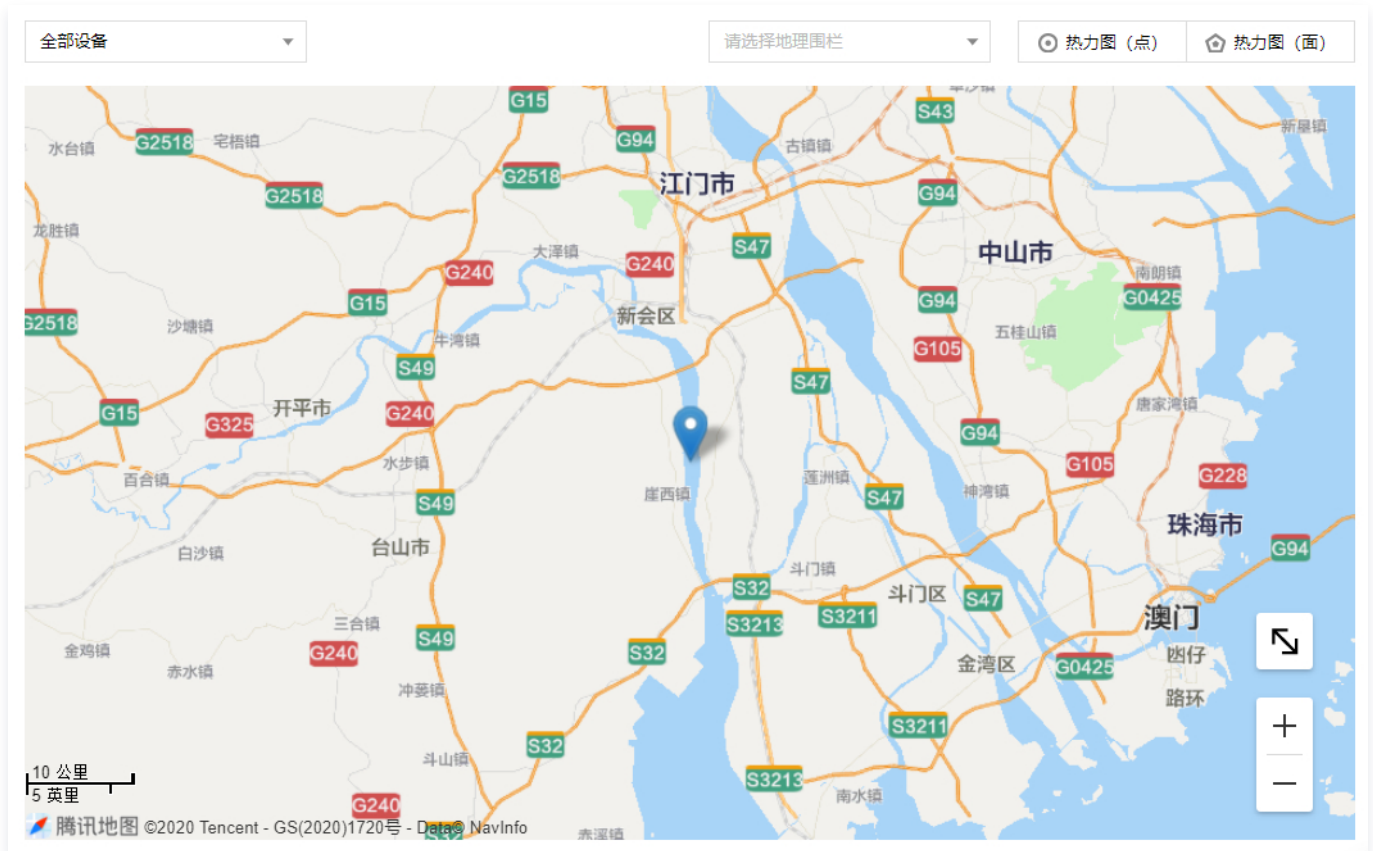 全部设备
请选择地理围栏
热力图（点）
热力图（面）
G15
S43
新垦镇
水台镇
G2518
宅梧镇
G94
古镇镇
G2518
江门市
G2518
G94
龙胜镇
大泽镇
S47
中山市
G240
G240
南朗镇
G15
G94
G0425
G2518
沙塘镇
新会区
五桂山镇
牛湾镇
G105
S49
S47
G15
开平市
G240
唐家湾镇
G325
G94
水步镇
G105
百合镇
莲洲镇
G228
崖西镇
S47
神湾镇
S49
珠海市
白沙镇
台山市
G94
斗门镇
S32
斗门区
S47
S3213
S3211
澳门
三合镇
S49
金鸡镇
G240
S32
氹仔
金湾区
G0425
赤水镇
冲蒌镇
路环
S3211
S32
斗山镇
10 公里
S3213
5 英里
南水镇
G240
腾讯地图 ©2020 Tencent - GS(2020)1720号 - Data© NavInfo
S32
赤溪镇